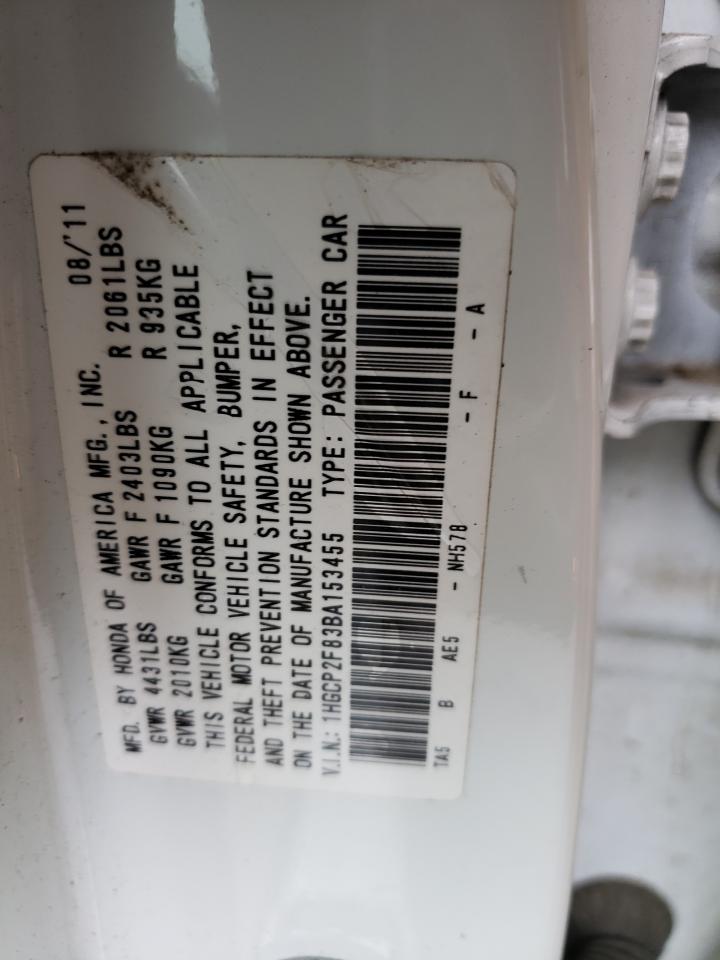 MFD. BY HONDA OF AMERICA MFG., INC. 08/'11
GVWR 4431LBS GAWR F 2403LBS R 2061LBS
GVWR 2010KG GAWR F 1090KG R 935KG
THIS VEHICLE CONFORMS TO ALL APPLICABLE
FEDERAL MOTOR VEHICLE SAFETY, BUMPER,
AND THEFT PREVENTION STANDARDS IN EFFECT
ON THE DATE OF MANUFACTURE SHOWN ABOVE.
V.I.N.: 1HGCP2F83BA153455 TYPE: PASSENGER CAR
TA5 B AE5 - NH578 - F - A